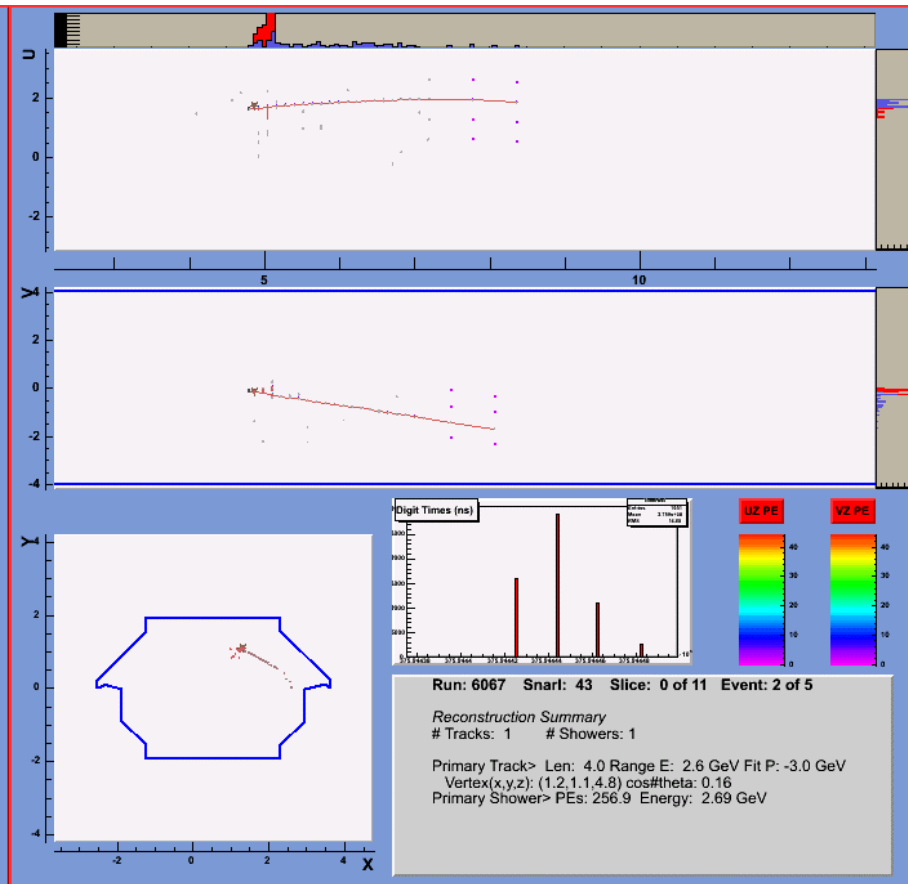 U
2
0
-2
5
10
V
4
2
0
-2
-4
Digit Times (ns)
UZ PE
VZ PE
40
30
20
10
0
40
30
20
10
0
Y
4
2
0
-2
-4
-2
0
2
4
X
Run: 6067 Snarl: 43 Slice: 0 of 11 Event: 2 of 5
Reconstruction Summary
# Tracks: 1 # Showers: 1
Primary Track> Len: 4.0 Range E: 2.6 GeV Fit P: -3.0 GeV
Vertex(x,y,z): (1.2,1.1,4.8) cos#theta: 0.16
Primary Shower> PEs: 256.9 Energy: 2.69 GeV